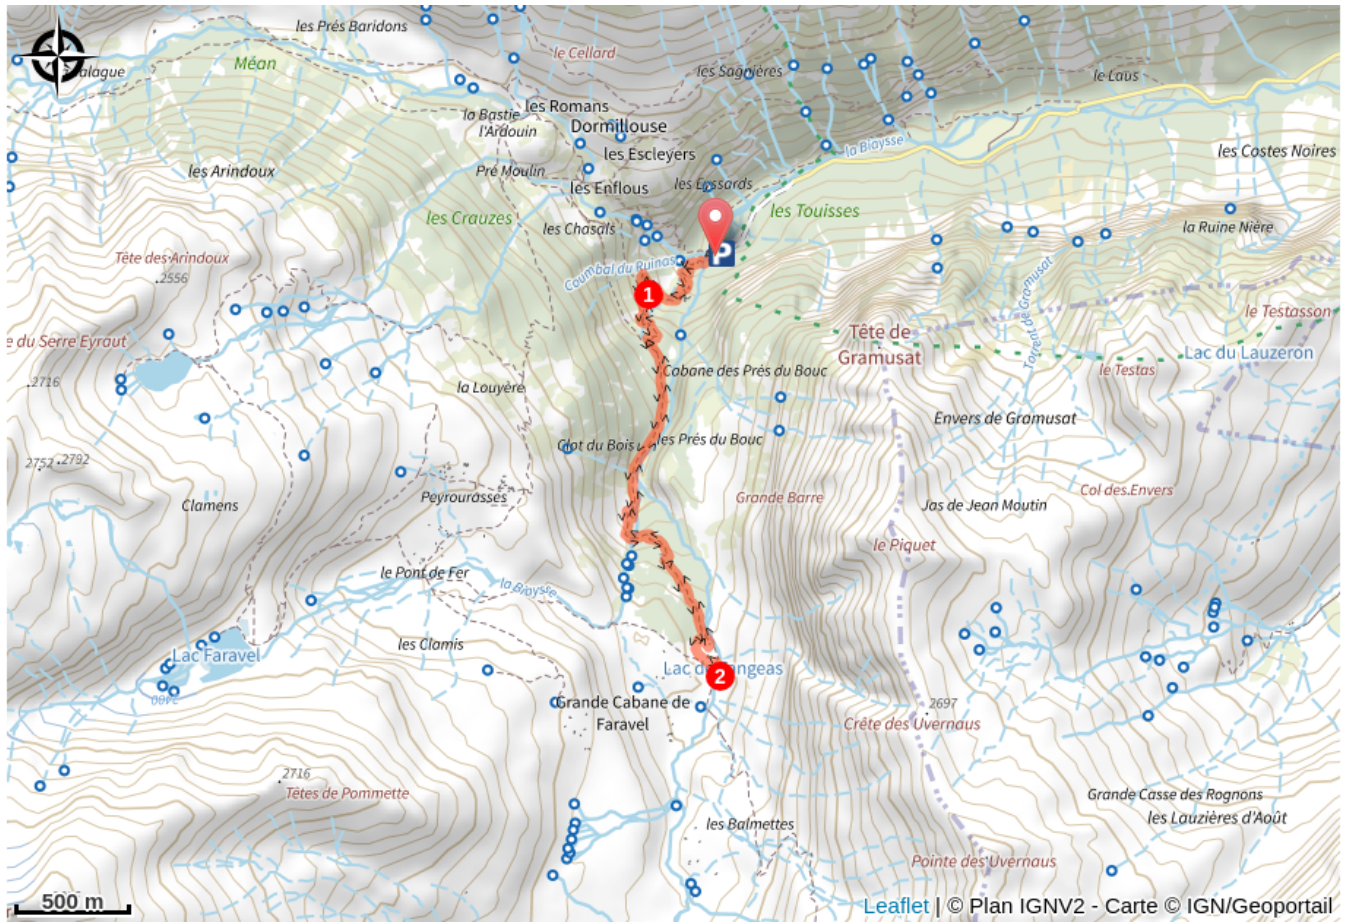 les Prés Baridons
le Cellard
Méan
alague
les Sagnières
le Laus
les Romans
la Bastie
l'Ardouin
Dormillouse
les Escleyers
la Biaysse
les Costes Noires
les Arindoux
Pré Moulin
les Enflous
les Crauzes
les Touisses
les Chasals
la Ruine Nière
P
Tête des Arindoux
2556
Coumbal du Ruinas
1
Torrent de Gramusat
le Testasson
e du Serre Eyraut
Tête de
Gramusat
Lac du Lauzeron
2716
la Louyère
Cabane des Prés du Bouc
le Testas
Envers de Gramusat
Clot du Bois
les Prés du Bouc
2752
2792
Clamens
Peyrourasses
Grande Barre
Col des Envers
Jas de Jean Moutin
le Piquet
le Pont de Fer
la Biaysse
les Clamis
Lac Faravel
2400
2
Grande Cabane de
Faravel
2697
Crête des Uvernaus
2716
Têtes de Pommette
Grande Casse des Rognons
les Lauzières d'Août
les Balmettes
Pointe des Uvernaus
500 m
Leaflet | © Plan IGNV2 - Carte © IGN/Geoportail